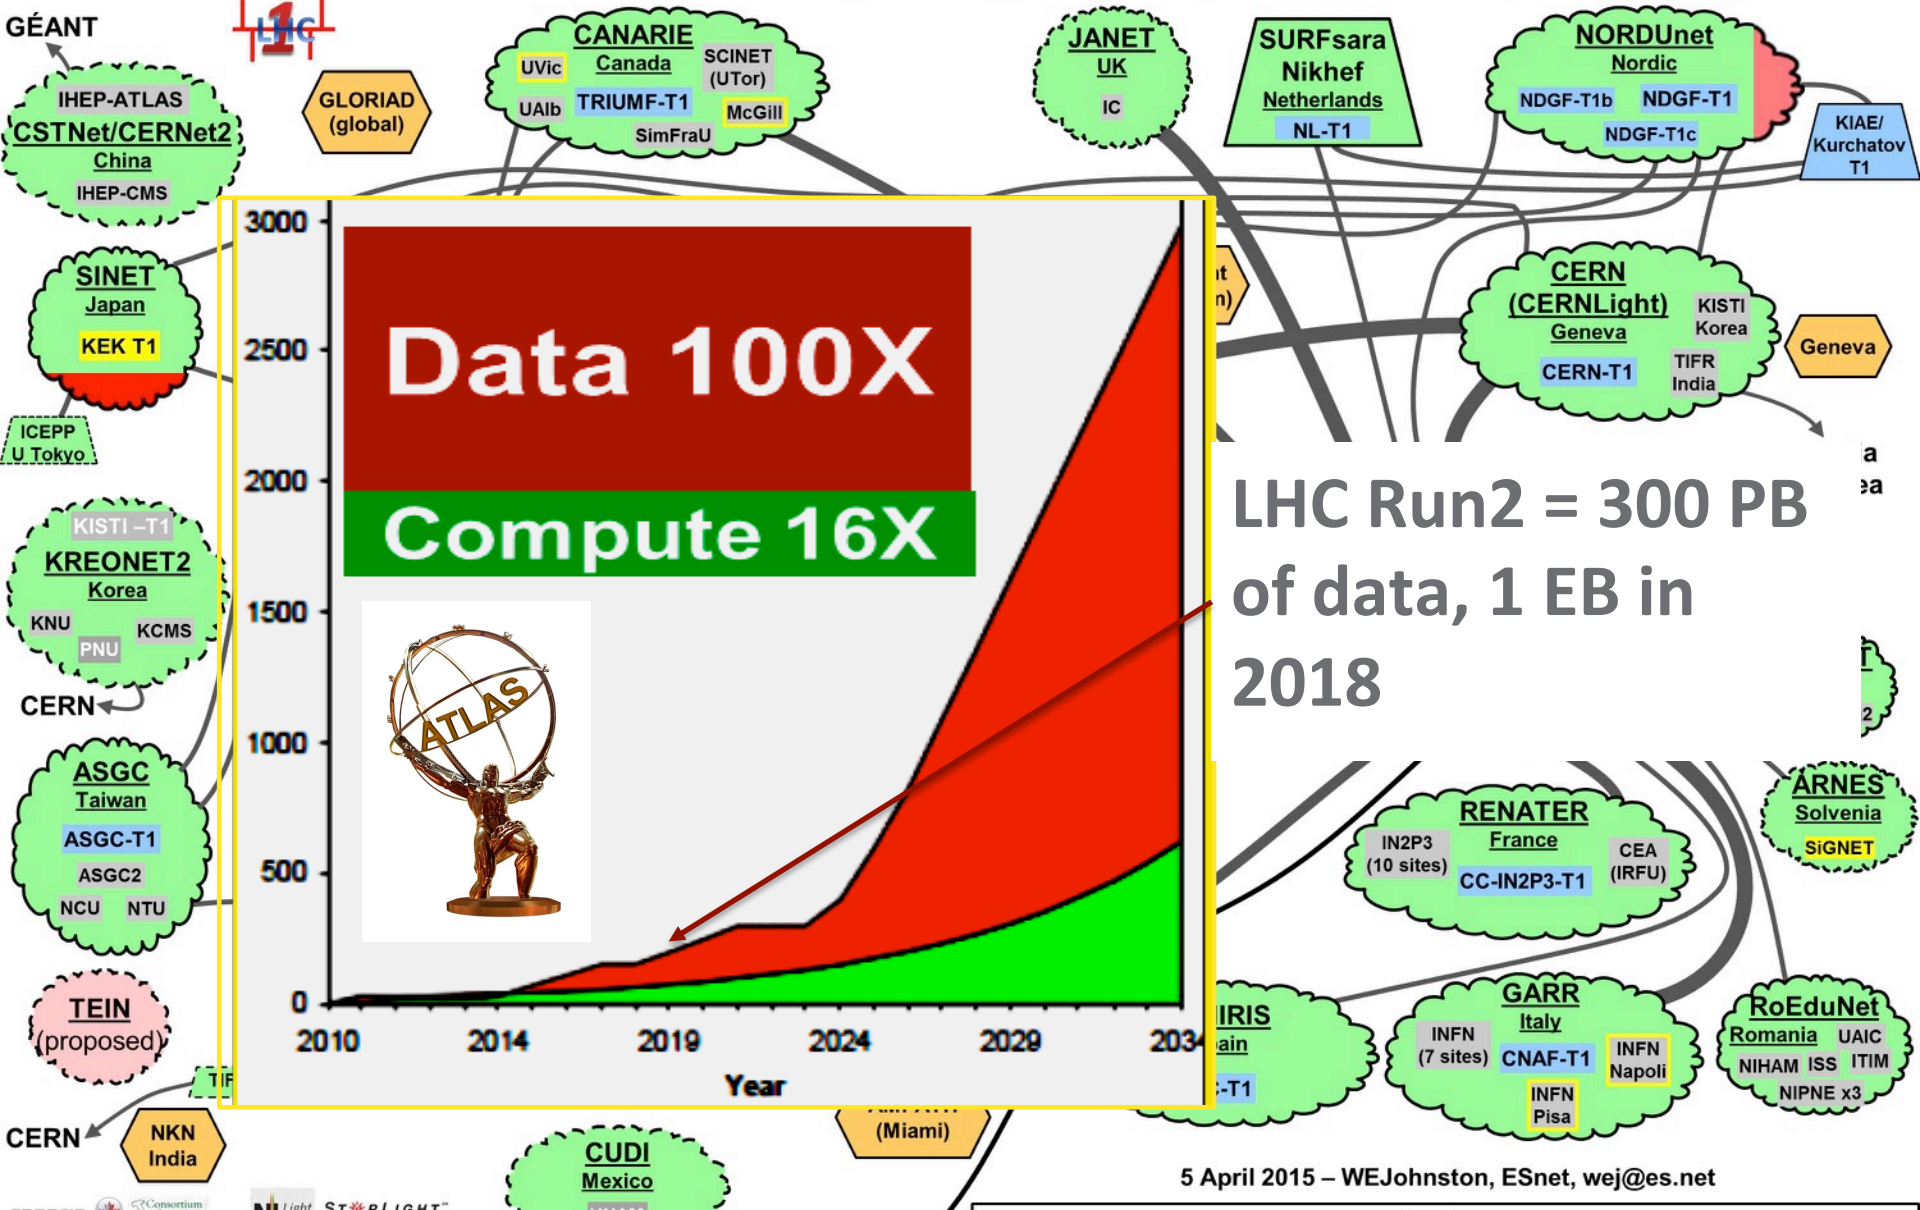 GÉANT
LHC
1
IHEP-ATLAS
CSTNet/CERNet2
China
IHEP-CMS
GLORIAD
(global)
CANARIE
Canada
UVic
SCINET
(UTor)
UAlb
TRIUMF-T1
McGill
SimFraU
JANET
UK
IC
SURFsara
Nikhef
Netherlands
NL-T1
NORDUnet
Nordic
NDGF-T1b
NDGF-T1
NDGF-T1c
KIAE/
Kurchatov
T1
SINET
Japan
KEK T1
ICEPP
U Tokyo
CERN
(CERNLight)
Geneva
KISTI
Korea
CERN-T1
TIFR
India
Geneva
3000
2500
2000
1500
1000
500
0
2010
2014
2019
2024
2029
2034
Year
Data 100X
Compute 16X
ATLAS
LHC Run2 = 300 PB
of data, 1 EB in
2018
KISTI –T1
KREONET2
Korea
KNU
KCMS
PNU
CERN
ASGC
Taiwan
ASGC-T1
ASGC2
NCU
NTU
TEIN
(proposed)
CERN
NKN
India
RENATER
France
IN2P3
(10 sites)
CEA
(IRFU)
CC-IN2P3-T1
ARNES
Solvenia
SiGNET
GARR
Italy
INFN
(7 sites)
CNAF-T1
INFN
Napoli
INFN
Pisa
RoEduNet
Romania
UAIC
NIHAM
ISS
ITIM
NIPNE x3
(Miami)
CUDI
Mexico
5 April 2015 – WEJohnston, ESnet, wej@es.net
Consortium
Light
STARLIGHT